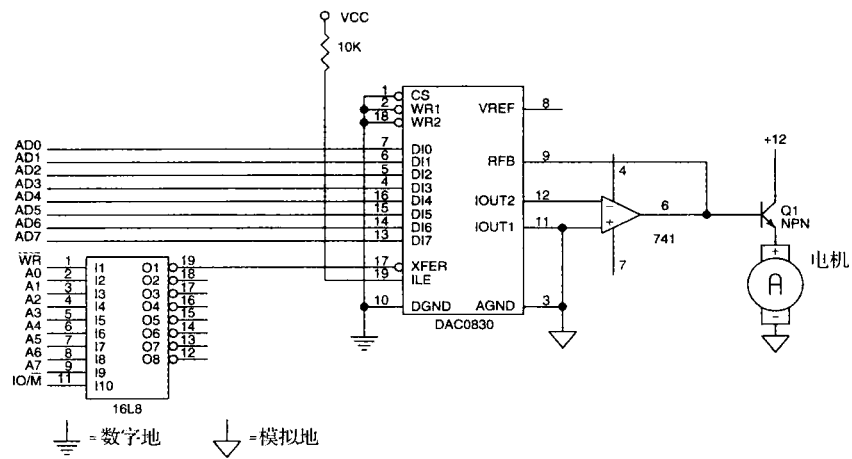 VCC
10K
1 CS
2 WR1
18 WR2
VREF 8
AD0 7 DI0
AD1 6 DI1
AD2 5 DI2
AD3 4 DI3
AD4 16 DI4
AD5 15 DI5
AD6 14 DI6
AD7 13 DI7
RFB 9
IOUT2 12
IOUT1 11
17 XFER
19 ILE
10 DGND
AGND 3
DAC0830
4
− +
6
741
7
+12
Q1
NPN
+
A
−
电机
WR 1 I1 O1 19
A0 2 I2 O2 18
A1 3 I3 O3 17
A2 4 I4 O4 16
A3 5 I5 O5 15
A4 6 I6 O6 14
A5 7 I7 O7 13
A6 8 I8 O8 12
A7 9 I9
IO/M 11 I10
16L8
=数字地
=模拟地